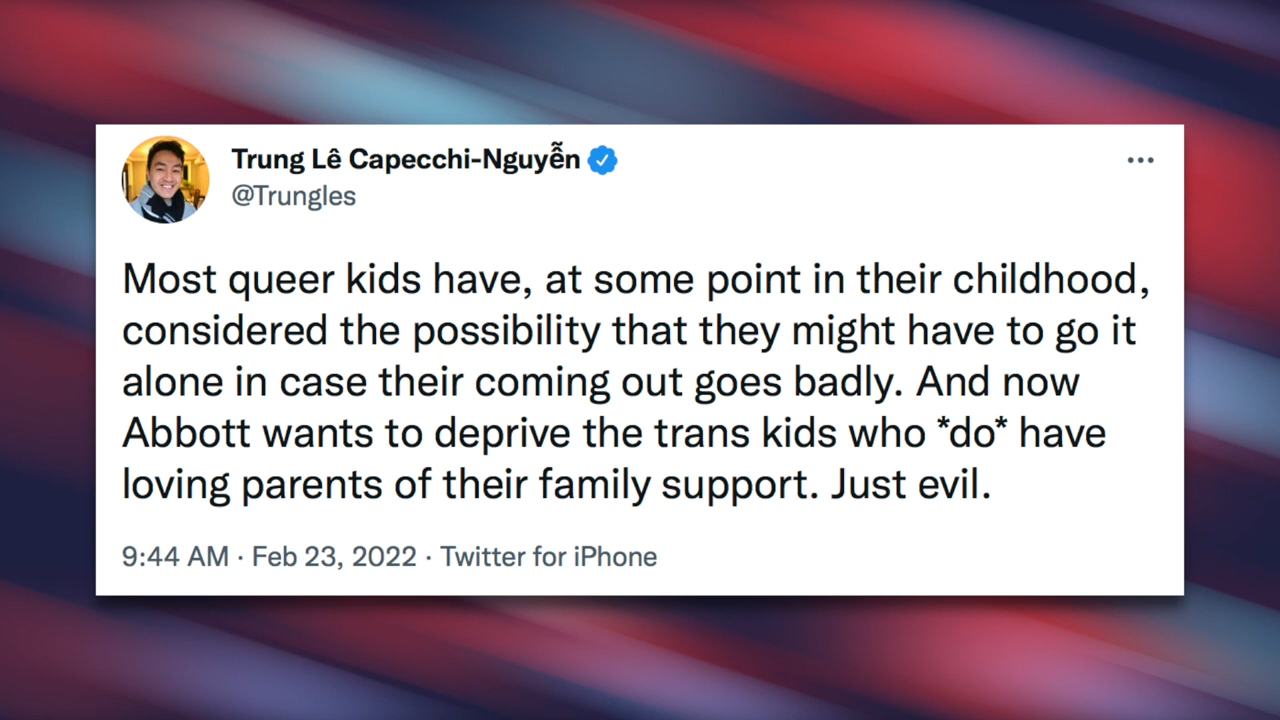 Trung Lê Capecchi-Nguyễn
@Trungles
Most queer kids have, at some point in their childhood,
considered the possibility that they might have to go it
alone in case their coming out goes badly. And now
Abbott wants to deprive the trans kids who *do* have
loving parents of their family support. Just evil.
9:44 AM · Feb 23, 2022 · Twitter for iPhone